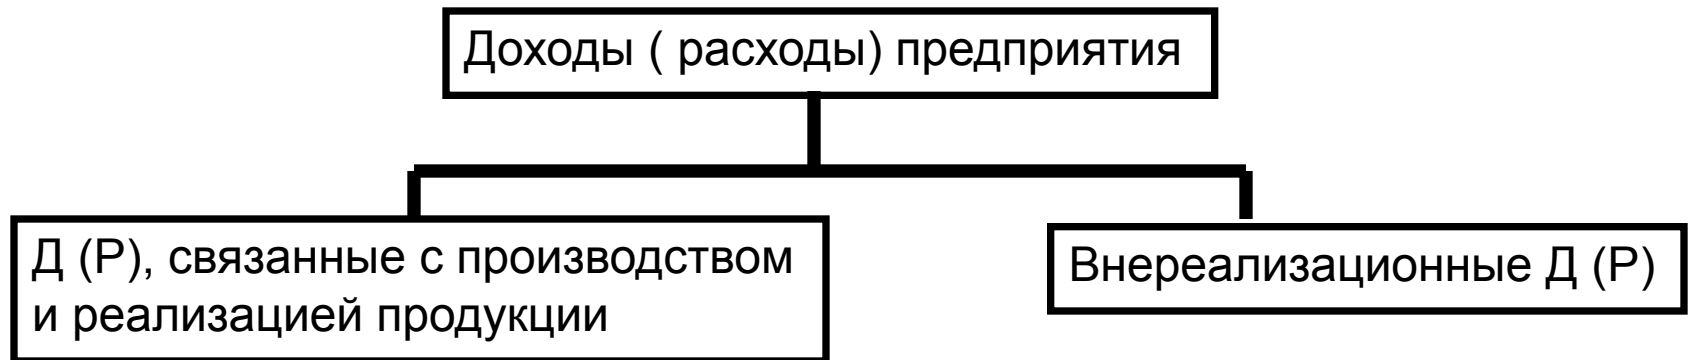 Доходы ( расходы) предприятия
Д (Р), связанные с производством
и реализацией продукции
Внереализационные Д (Р)